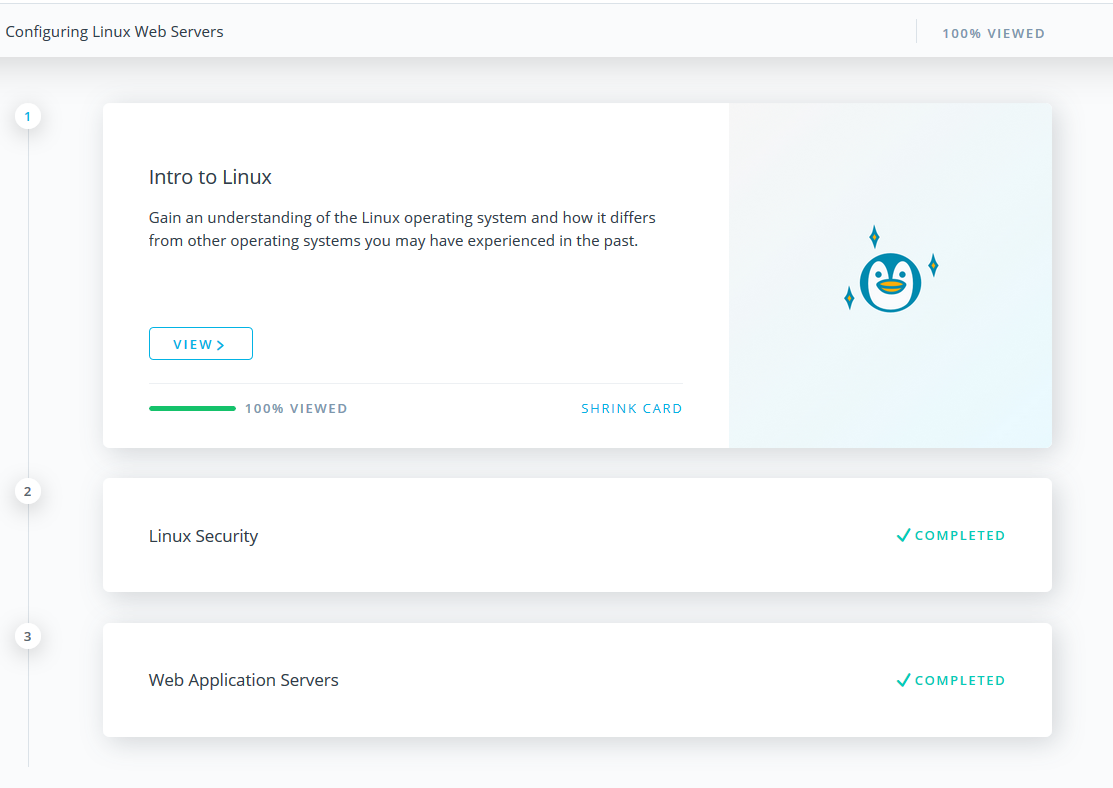 Configuring Linux Web Servers
100% VIEWED
1
Intro to Linux
Gain an understanding of the Linux operating system and how it differs
from other operating systems you may have experienced in the past.
VIEW
100% VIEWED
SHRINK CARD
2
Linux Security
COMPLETED
3
Web Application Servers
COMPLETED